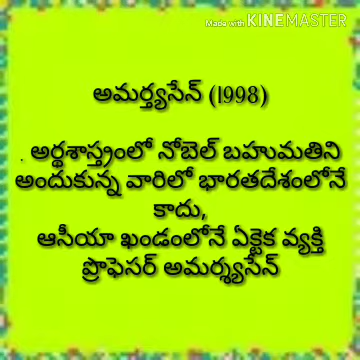 Made with KINEMASTER
అమర్త్యసేన్ (1998)
. అర్థశాస్త్రంలో నోబెల్ బహుమతిని
అందుకున్న వారిలో భారతదేశంలోనే
కాదు,
ఆసియా ఖండంలోనే ఏకైక వ్యక్తి
ప్రొఫెసర్ అమర్త్యసేన్